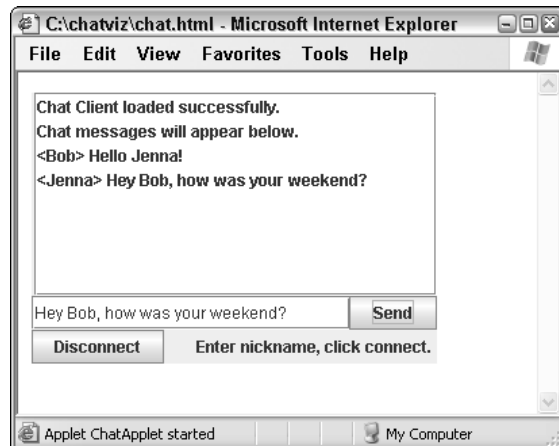 C:\chatviz\chat.html - Microsoft Internet Explorer
File Edit View Favorites Tools Help
Chat Client loaded successfully.
Chat messages will appear below.
<Bob> Hello Jenna!
<Jenna> Hey Bob, how was your weekend?
Hey Bob, how was your weekend? Send
Disconnect Enter nickname, click connect.
Applet ChatApplet started My Computer